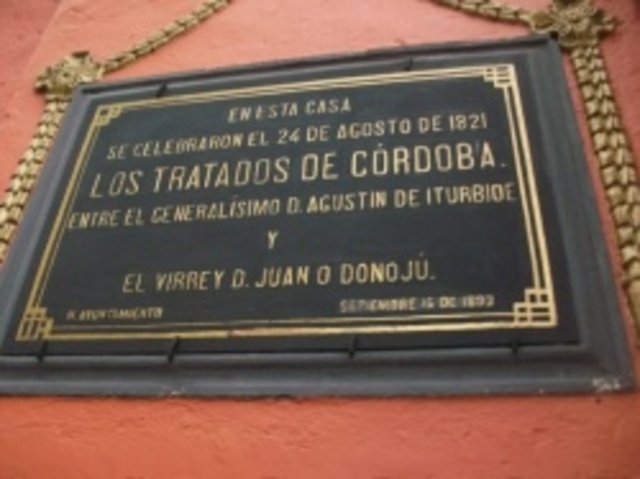 EN ESTA CASA
SE CELEBRARON EL 24 DE AGOSTO DE 1821
LOS TRATADOS DE CÓRDOBA.
ENTRE EL GENERALÍSIMO D. AGUSTIN DE ITURBIDE
Y
EL VIRREY D. JUAN O DONOJÚ.
H. AYUNTAMIENTO SEPTIEMBRE 16 DE 1893